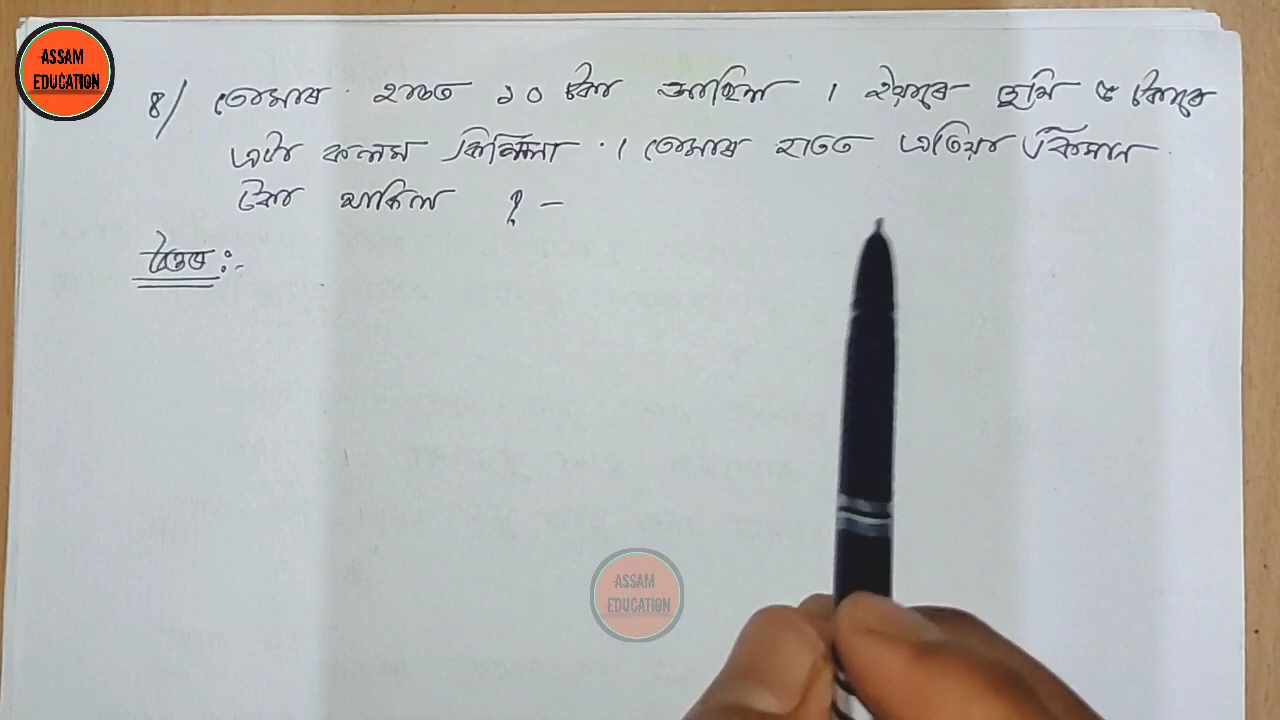 ASSAM
EDUCATION
৪/ তোমাৰ হাতত ১০ টকা আছিল । ইয়াৰে তুমি ৫ টকাৰে
এটা কলম কিনিলা । তোমাৰ হাতত এতিয়া কিমান
টকা থাকিল ? –
উত্তৰ :-
ASSAM
EDUCATION